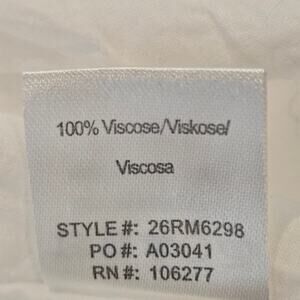 100% Viscose/Viskose/
Viscosa
STYLE #: 26RM6298
PO #: A03041
RN #: 106277